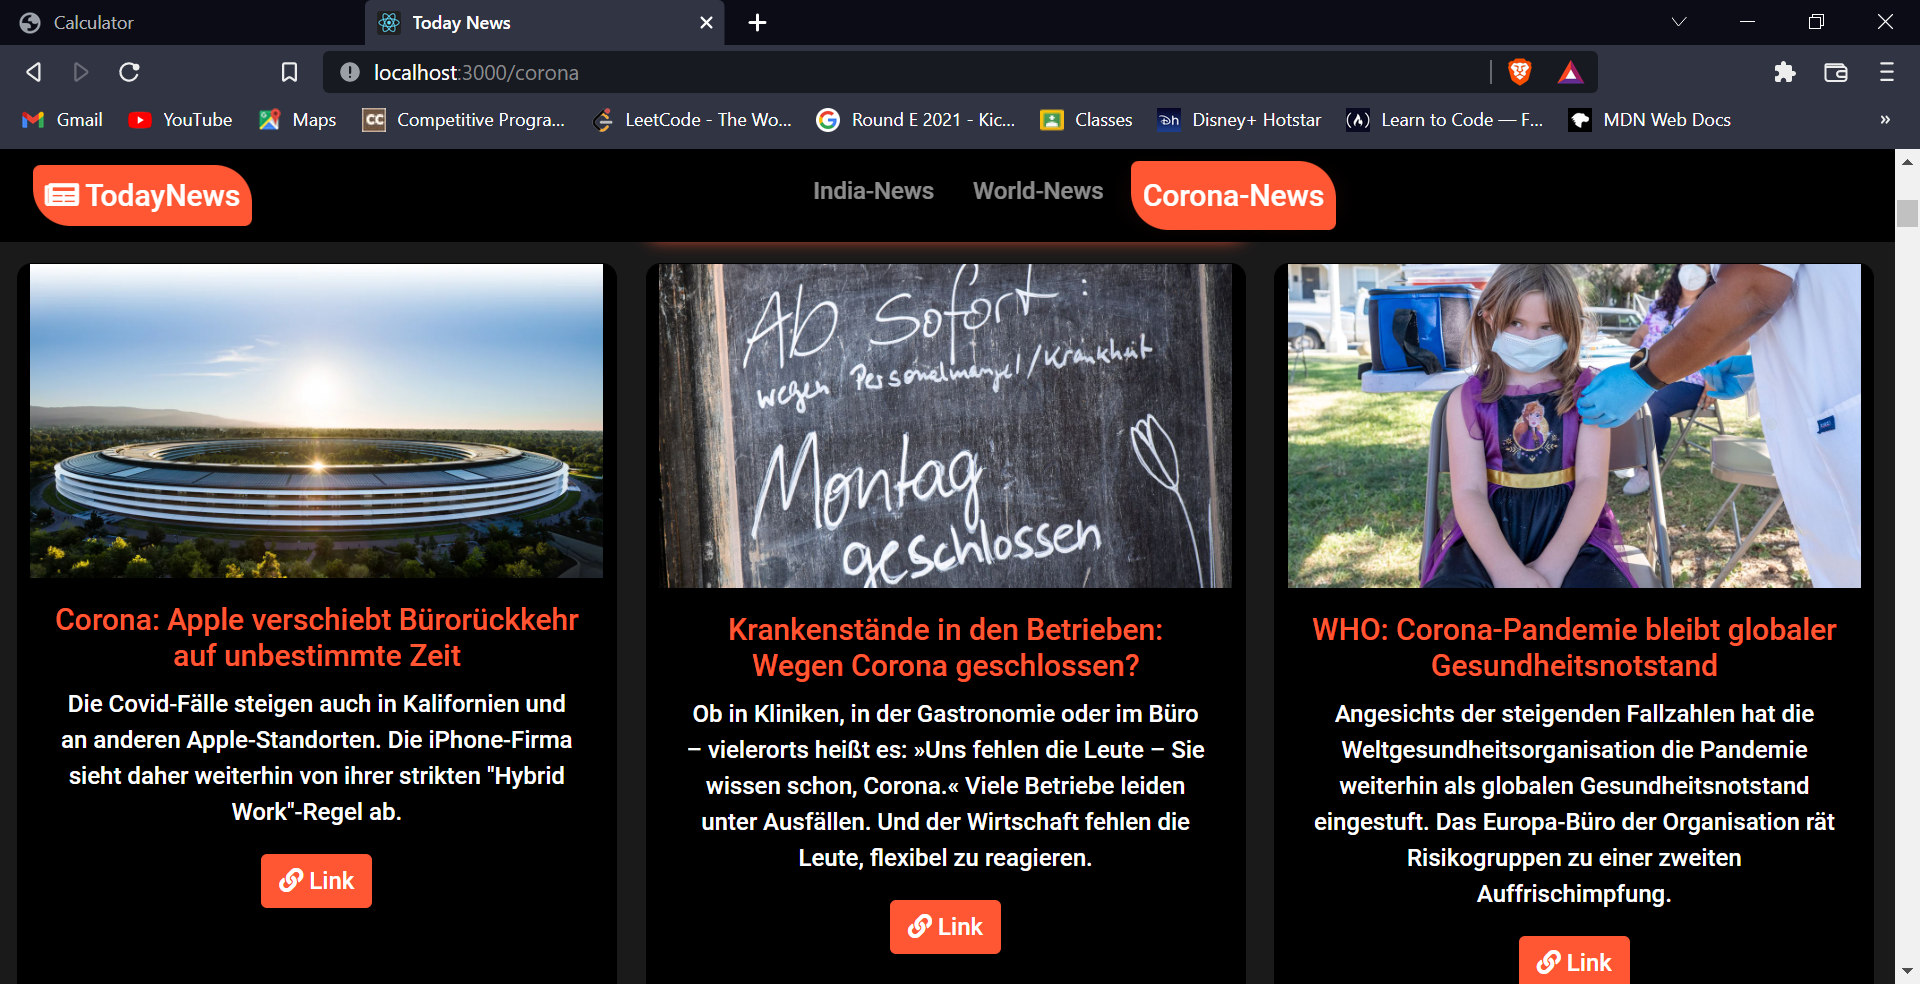 Calculator
Today News
localhost:3000/corona
Gmail
YouTube
Maps
CC
Competitive Progra...
LeetCode - The Wo...
Round E 2021 - Kic...
Classes
Disney+ Hotstar
Learn to Code — F...
MDN Web Docs
»
TodayNews
India-News
World-News
Corona-News
Ab Sofort:
wegen Personalmangel/Krankheit
Montag
geschlossen
Corona: Apple verschiebt Bürorückkehr
auf unbestimmte Zeit
Die Covid-Fälle steigen auch in Kalifornien und
an anderen Apple-Standorten. Die iPhone-Firma
sieht daher weiterhin von ihrer strikten "Hybrid
Work"-Regel ab.
Link
Krankenstände in den Betrieben:
Wegen Corona geschlossen?
Ob in Kliniken, in der Gastronomie oder im Büro
– vielerorts heißt es: »Uns fehlen die Leute – Sie
wissen schon, Corona.« Viele Betriebe leiden
unter Ausfällen. Und der Wirtschaft fehlen die
Leute, flexibel zu reagieren.
Link
WHO: Corona-Pandemie bleibt globaler
Gesundheitsnotstand
Angesichts der steigenden Fallzahlen hat die
Weltgesundheitsorganisation die Pandemie
weiterhin als globalen Gesundheitsnotstand
eingestuft. Das Europa-Büro der Organisation rät
Risikogruppen zu einer zweiten
Auffrischimpfung.
Link